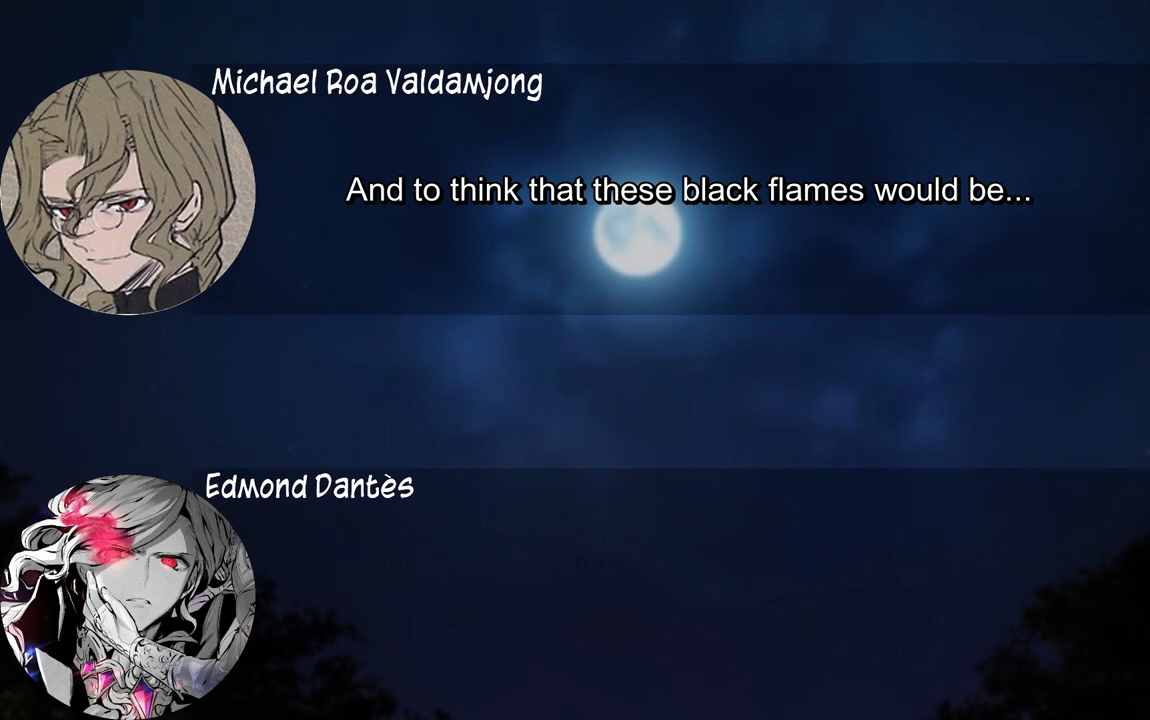 Michael Roa Valdamjong
And to think that these black flames would be...
Edmond Dantès